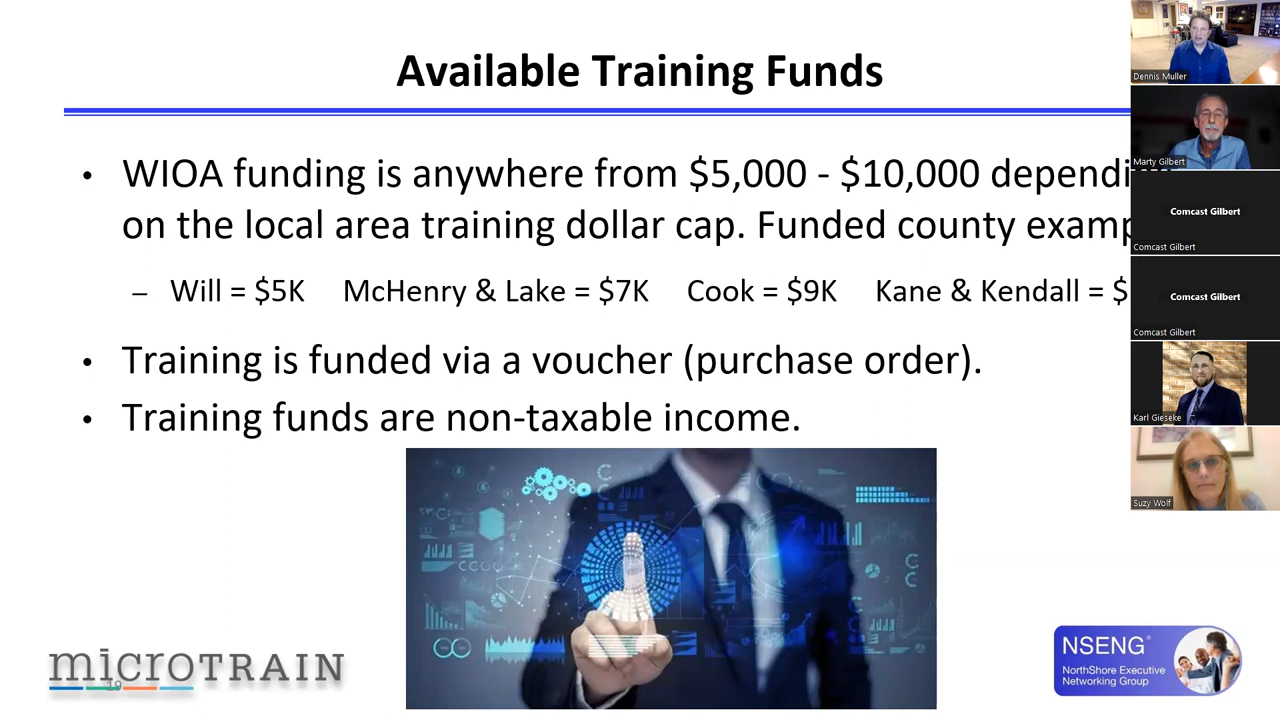 Available Training Funds
• WIOA funding is anywhere from $5,000 - $10,000 dependi
on the local area training dollar cap. Funded county examp
– Will = $5K McHenry & Lake = $7K Cook = $9K Kane & Kendall = $
• Training is funded via a voucher (purchase order).
• Training funds are non-taxable income.
microTRAIN
19
NSENG®
NorthShore Executive
Networking Group
Dennis Muller
Marty Gilbert
Comcast Gilbert
Comcast Gilbert
Comcast Gilbert
Comcast Gilbert
Karl Gieseke
Suzy Wolf